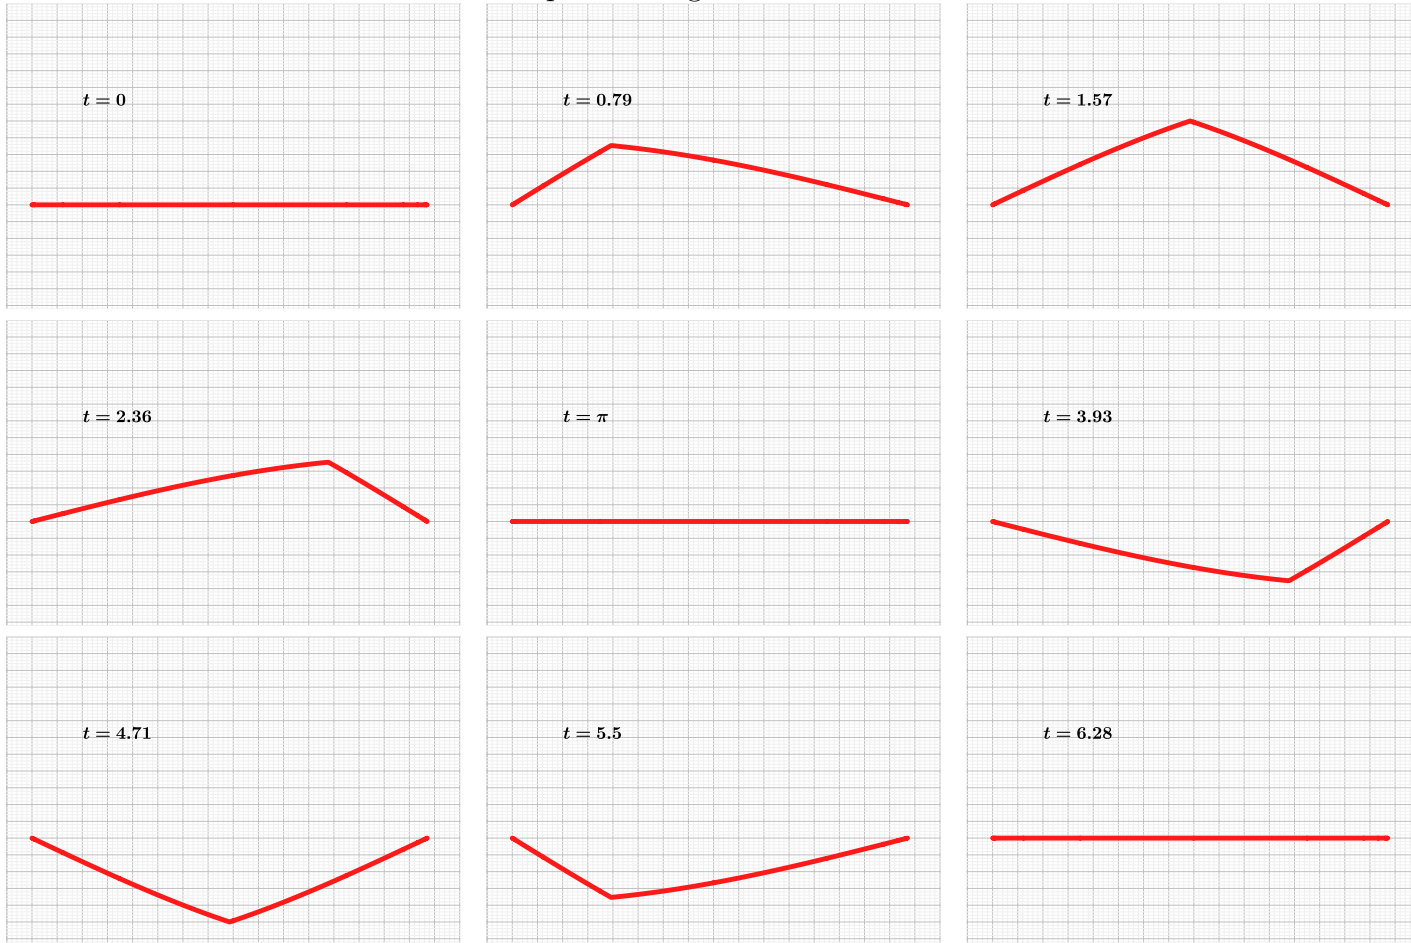 t = 0
t = 0.79
t = 1.57
t = 2.36
t = π
t = 3.93
t = 4.71
t = 5.5
t = 6.28